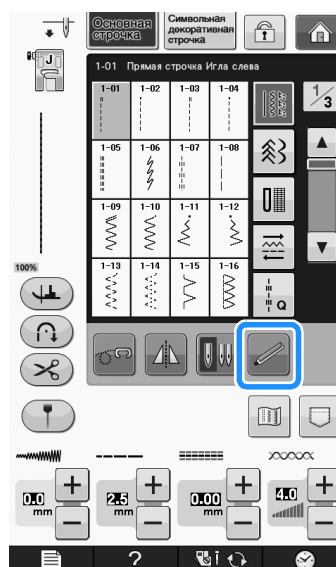 Основная
строчка
Символьная
декоративная
строчка
J
1-01 Прямая строчка Игла слева
1/3
1-01 1-02 1-03 1-04
1-05 1-06 1-07 1-08
1-09 1-10 1-11 1-12
1-13 1-14 1-15 1-16
Q
100%
0.0 mm
2.5 mm
0.00 mm
4.0
?